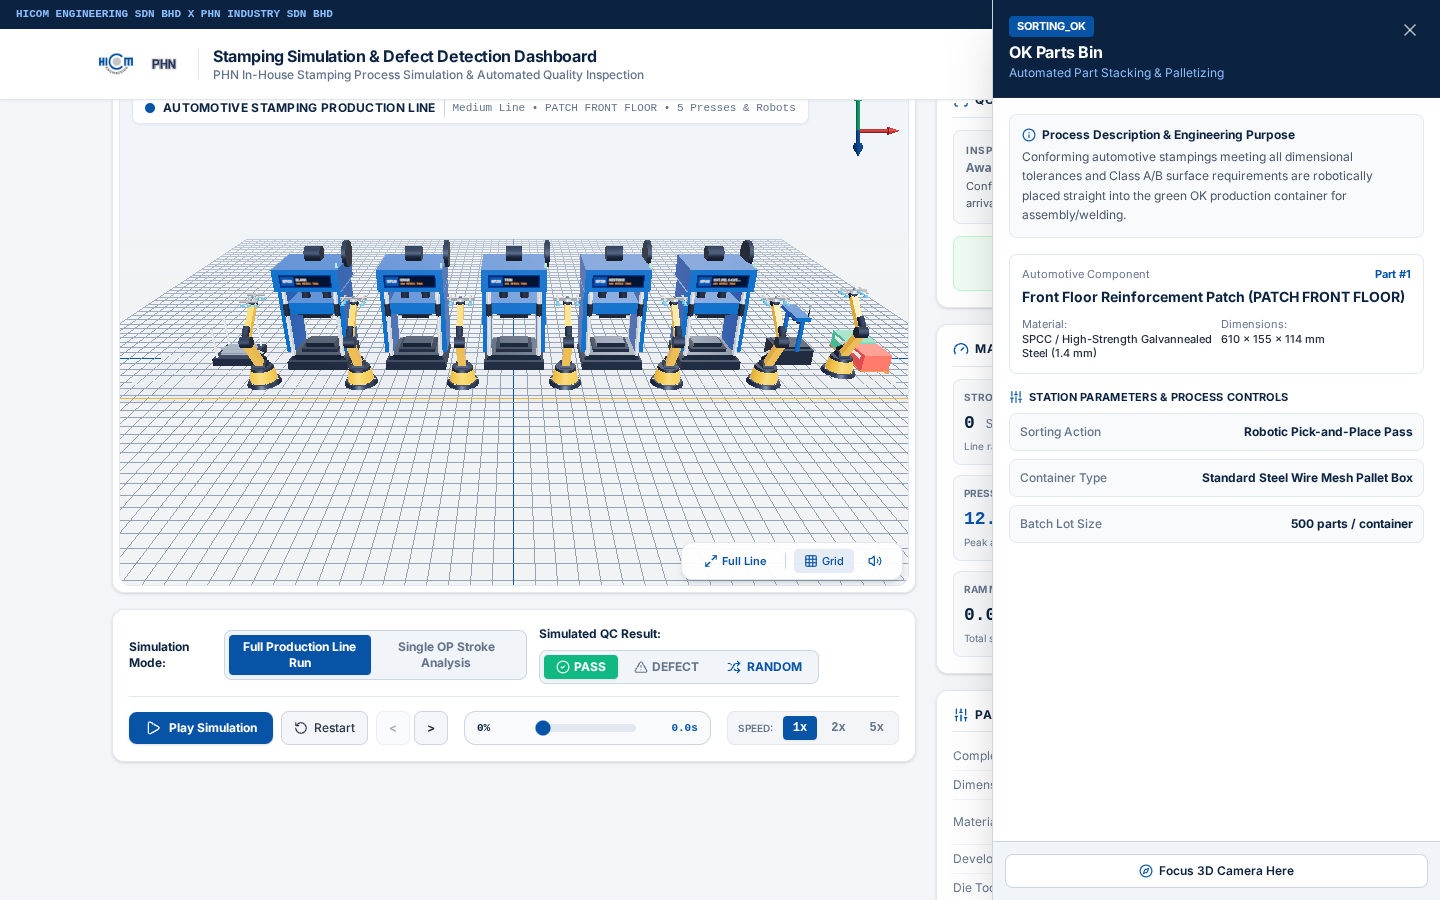 HICOM ENGINEERING SDN BHD X PHN INDUSTRY SDN BHD
HICOM
PHN
Stamping Simulation & Defect Detection Dashboard
PHN In-House Stamping Process Simulation & Automated Quality Inspection
AUTOMOTIVE STAMPING PRODUCTION LINE
Medium Line • PATCH FRONT FLOOR • 5 Presses & Robots
Full Line
Grid
Simulation Mode:
Full Production Line Run
Single OP Stroke Analysis
Simulated QC Result:
PASS
DEFECT
RANDOM
Play Simulation
Restart
<
>
0%
0.0s
SPEED:
1x
2x
5x
SORTING_OK
OK Parts Bin
Automated Part Stacking & Palletizing
Process Description & Engineering Purpose
Conforming automotive stampings meeting all dimensional
tolerances and Class A/B surface requirements are robotically
placed straight into the green OK production container for
assembly/welding.
Automotive Component
Part #1
Front Floor Reinforcement Patch (PATCH FRONT FLOOR)
Material:
SPCC / High-Strength Galvannealed
Steel (1.4 mm)
Dimensions:
610 × 155 × 114 mm
STATION PARAMETERS & PROCESS CONTROLS
Sorting Action
Robotic Pick-and-Place Pass
Container Type
Standard Steel Wire Mesh Pallet Box
Batch Lot Size
500 parts / container
Focus 3D Camera Here